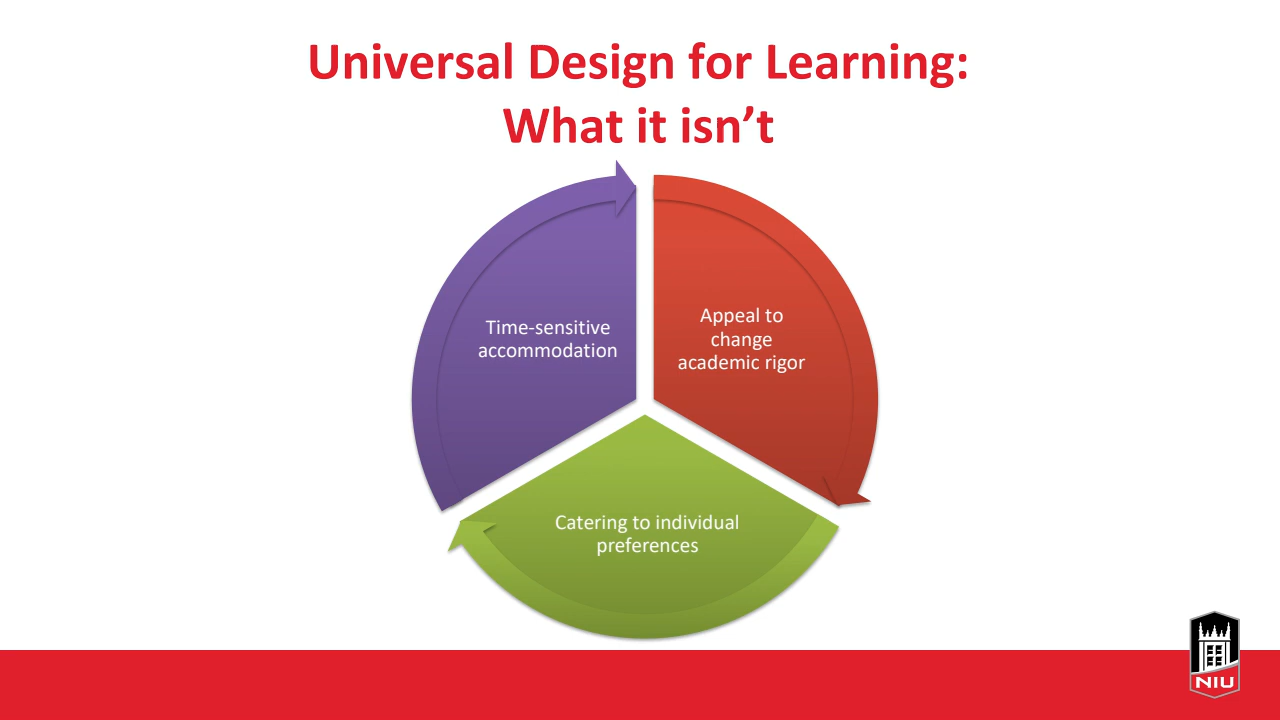 Universal Design for Learning:
What it isn’t
Time-sensitive
accommodation
Appeal to
change
academic rigor
Catering to individual
preferences
NIU